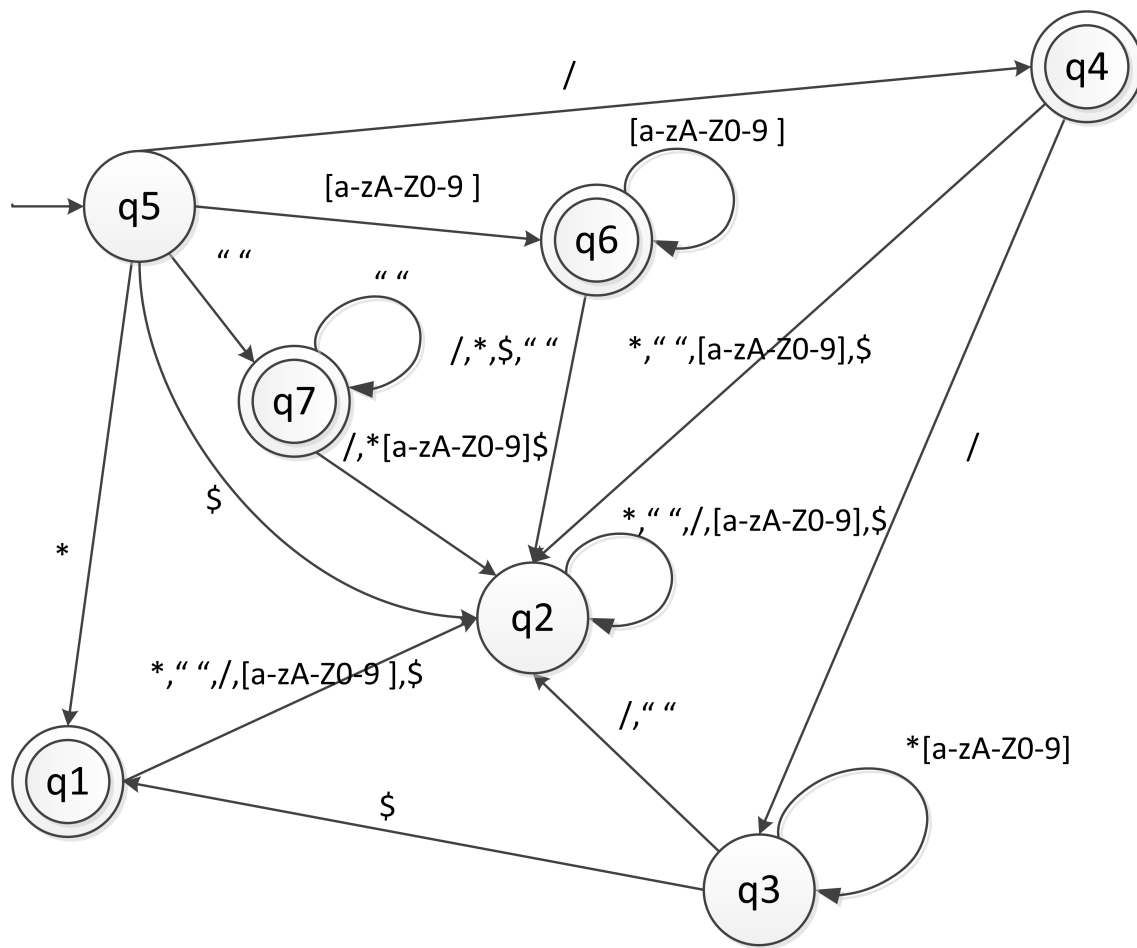 /
q4
[a-zA-Z0-9 ]
[a-zA-Z0-9 ]
q5
q6
“ “
“ “
/,*,$,“ “
*,“ “,[a-zA-Z0-9],$
q7
/,*[a-zA-Z0-9]$
/
$
*,“ “,/,[a-zA-Z0-9],$
*
q2
*,“ “,/,[a-zA-Z0-9 ],$
/,“ “
*[a-zA-Z0-9]
q1
$
q3